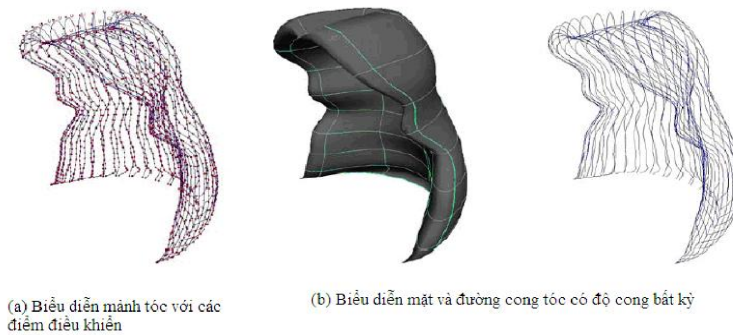 (a) Biểu diễn mảnh tóc với các
điểm điều khiển
(b) Biểu diễn mặt và đường cong tóc có độ cong bất kỳ